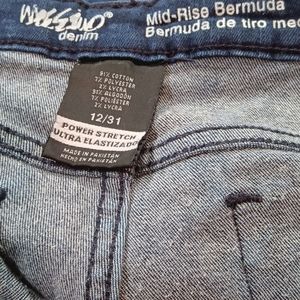 Mossimo
denim
Mid-Rise Bermuda
Bermuda de tiro me
91% COTTON
7% POLYESTER
2% LYCRA
91% ALGODÓN
7% POLIÉSTER
2% LYCRA
12/31
POWER STRETCH
ULTRA ELASTIZADO
MADE IN PAKISTAN
HECHO EN PAKISTÁN